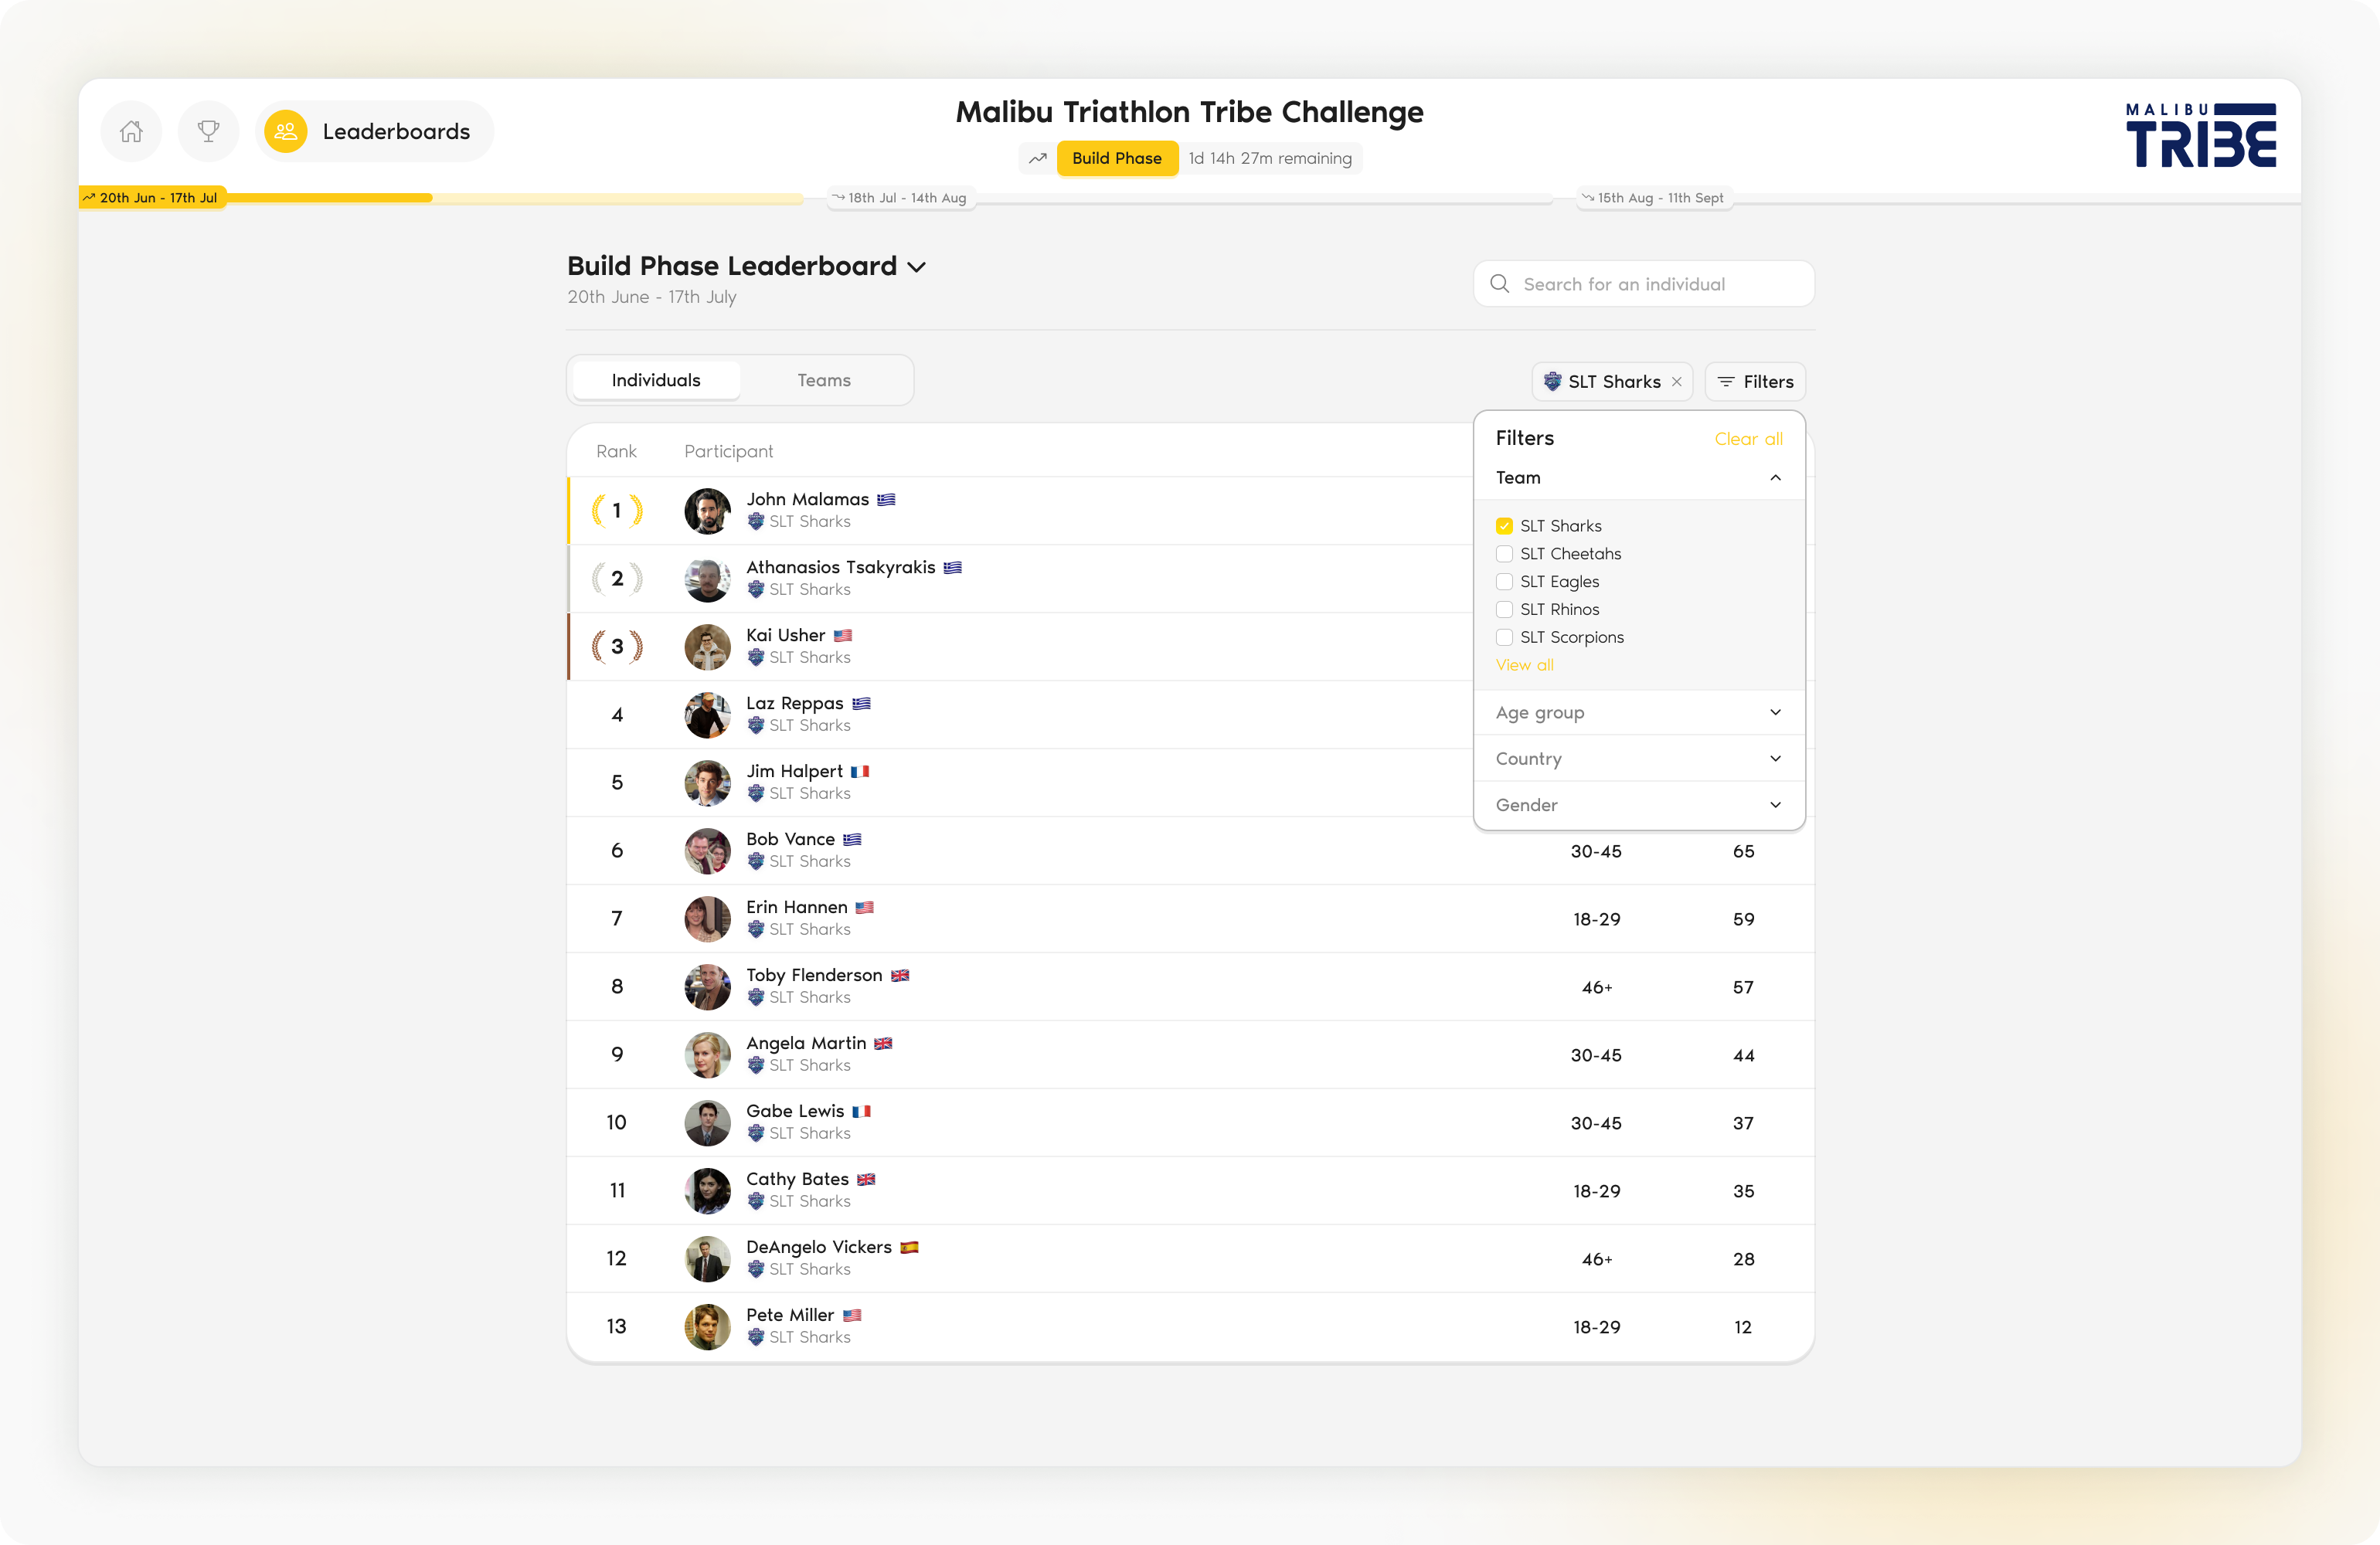 Leaderboards
Malibu Triathlon Tribe Challenge
Build Phase 1d 14h 27m remaining
MALIBU
TRIBE
20th Jun - 17th Jul
18th Jul - 14th Aug
15th Aug - 11th Sept
Build Phase Leaderboard
20th June - 17th July
Search for an individual
Individuals Teams
SLT Sharks
Filters
Rank Participant
1 John Malamas
SLT Sharks
2 Athanasios Tsakyrakis
SLT Sharks
3 Kai Usher
SLT Sharks
4 Laz Reppas
SLT Sharks
5 Jim Halpert
SLT Sharks
6 Bob Vance
SLT Sharks
30-45 65
7 Erin Hannen
SLT Sharks
18-29 59
8 Toby Flenderson
SLT Sharks
46+ 57
9 Angela Martin
SLT Sharks
30-45 44
10 Gabe Lewis
SLT Sharks
30-45 37
11 Cathy Bates
SLT Sharks
18-29 35
12 DeAngelo Vickers
SLT Sharks
46+ 28
13 Pete Miller
SLT Sharks
18-29 12
Filters Clear all
Team
SLT Sharks
SLT Cheetahs
SLT Eagles
SLT Rhinos
SLT Scorpions
View all
Age group
Country
Gender